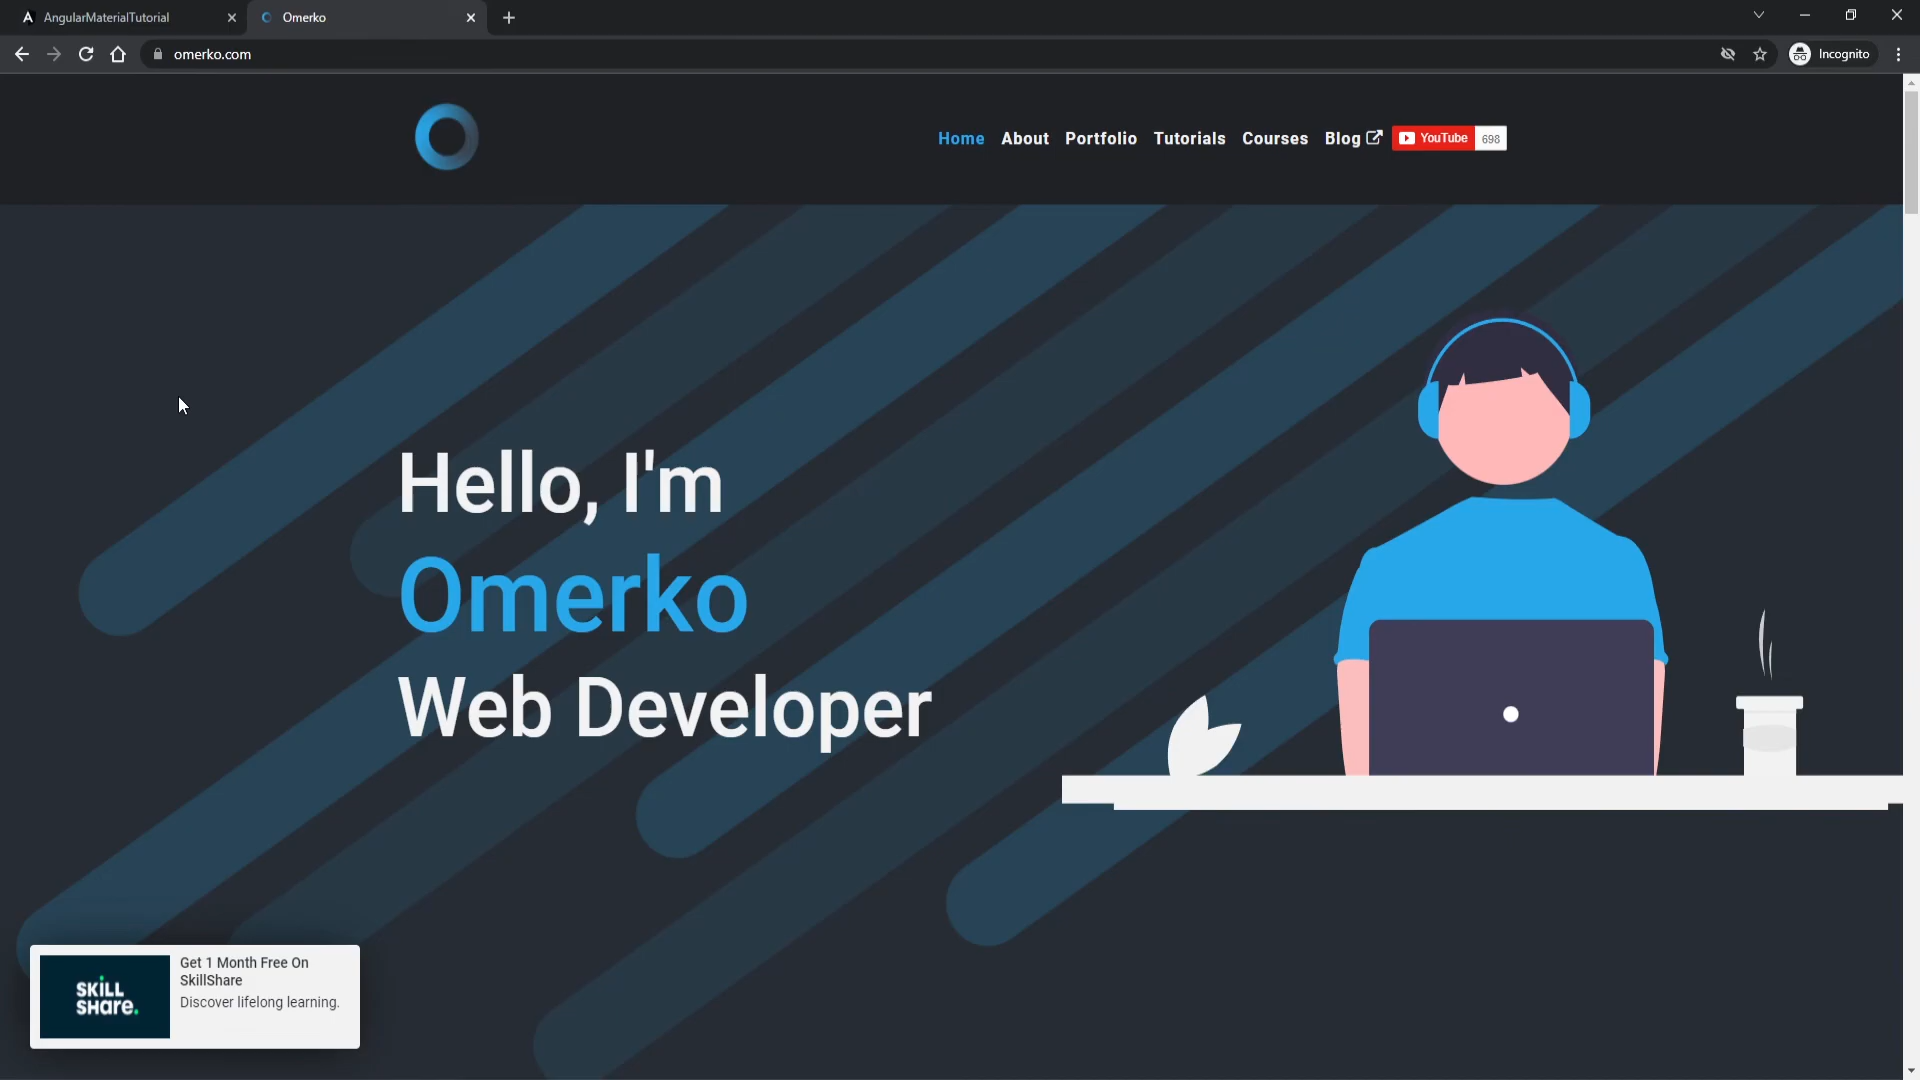 AngularMaterialTutorial
Omerko
omerko.com
Incognito
Home About Portfolio Tutorials Courses Blog YouTube 698
Hello, I'm
Omerko
Web Developer
SKILL
SHare.
Get 1 Month Free On
SkillShare
Discover lifelong learning.